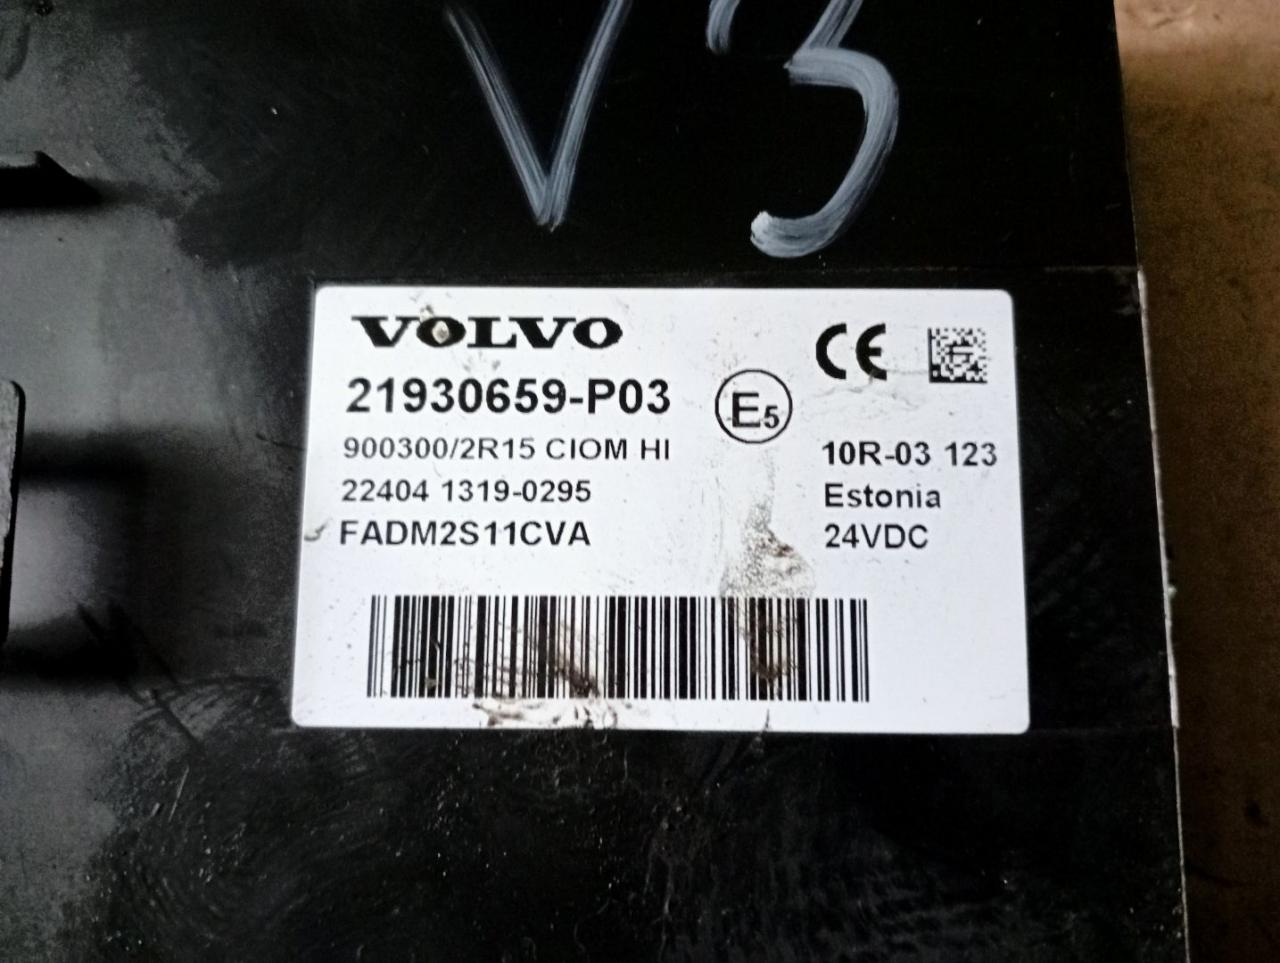 V3
VOLVO
CE
21930659-P03
E5
900300/2R15 CIOM HI
10R-03 123
22404 1319-0295
Estonia
FADM2S11CVA
24VDC